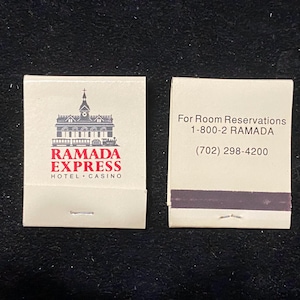 RAMADA
EXPRESS
HOTEL • CASINO
For Room Reservations
1-800-2 RAMADA
(702) 298-4200